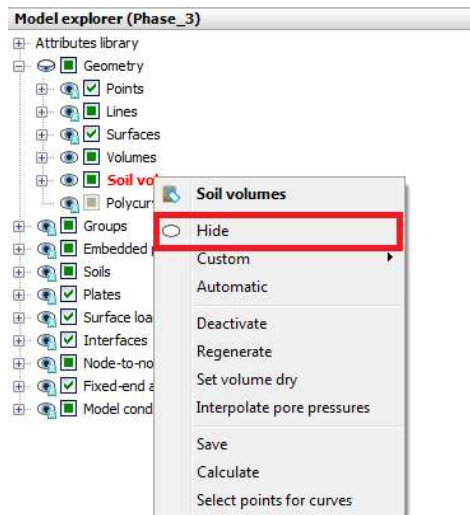 Model explorer (Phase_3)
Attributes library
Geometry
Points
Lines
Surfaces
Volumes
Soil vol
Polycur
Groups
Embedded
Soils
Plates
Surface loa
Interfaces
Node-to-no
Fixed-end a
Model cond
Soil volumes
Hide
Custom
Automatic
Deactivate
Regenerate
Set volume dry
Interpolate pore pressures
Save
Calculate
Select points for curves